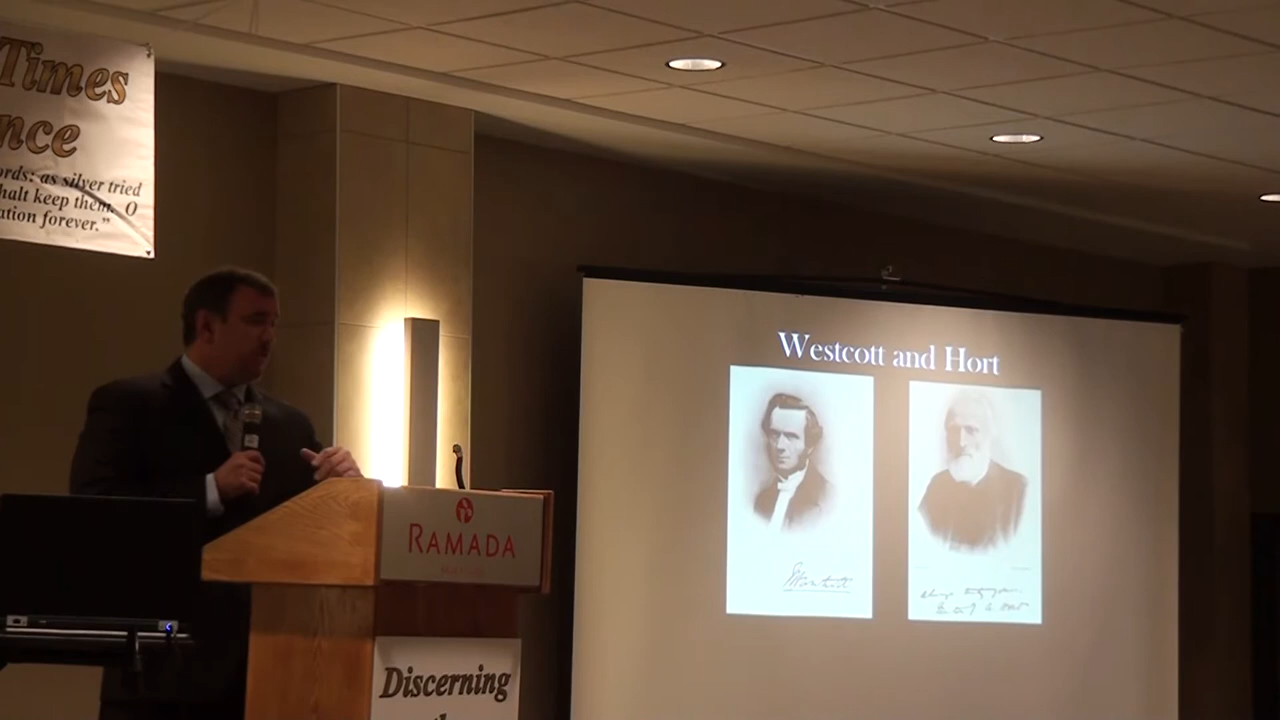 Times
nce
ords: as silver tried
halt keep them. O
ation forever."
Westcott and Hort
RAMADA
Discerning